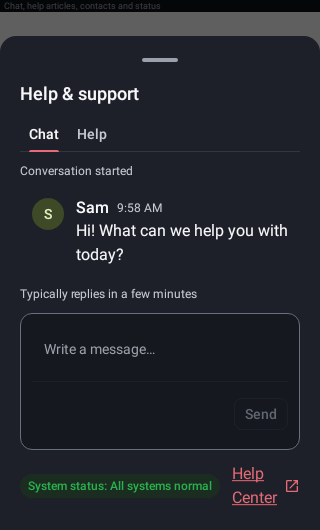 Chat, help articles, contacts and status
Help & support
Chat Help
Conversation started
S
Sam 9:58 AM
Hi! What can we help you with
today?
Typically replies in a few minutes
Write a message...
Send
System status: All systems normal
Help
Center